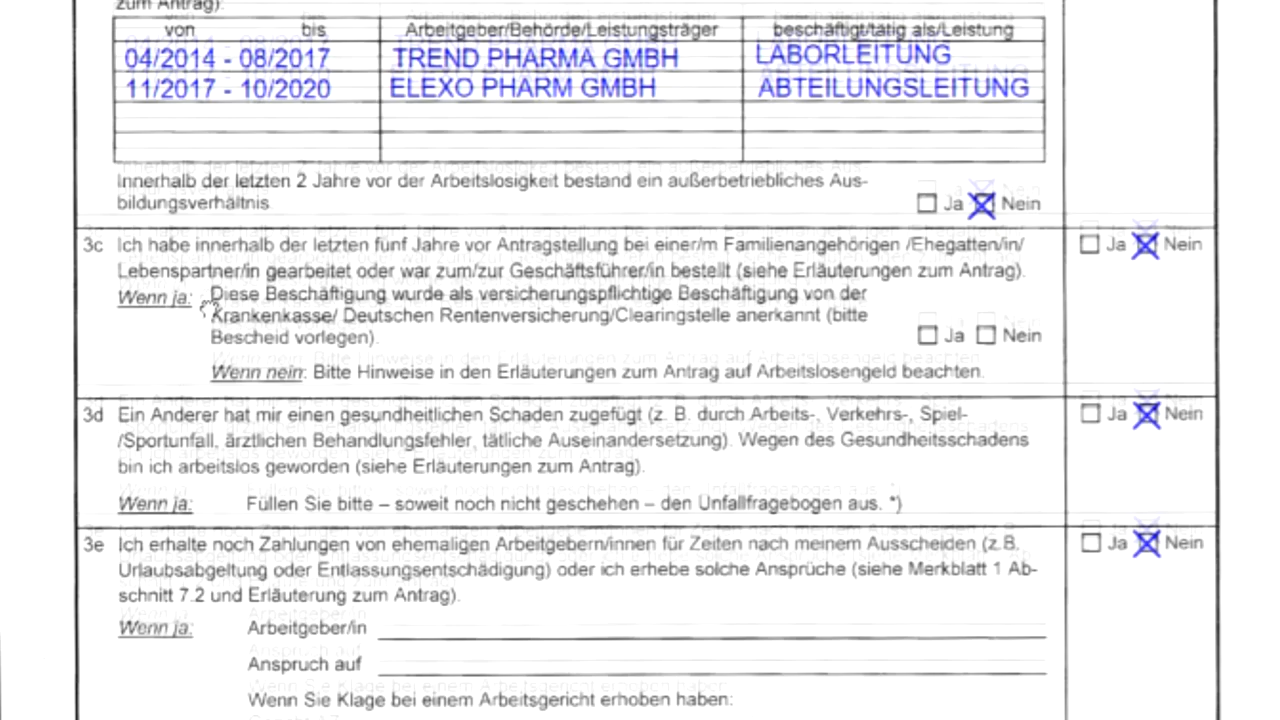 zum Antrag):
von bis Arbeitgeber/Behörde/Leistungsträger beschäftigt/tätig als/Leistung
04/2014 - 08/2017 TREND PHARMA GMBH LABORLEITUNG
11/2017 - 10/2020 ELEXO PHARM GMBH ABTEILUNGSLEITUNG
Innerhalb der letzten 2 Jahre vor der Arbeitslosigkeit bestand ein außerbetriebliches Aus-
bildungsverhältnis Ja Nein
3c Ich habe innerhalb der letzten fünf Jahre vor Antragstellung bei einer/m Familienangehörigen /Ehegatten/in/ Ja Nein
Lebenspartner/in gearbeitet oder war zum/zur Geschäftsführer/in bestellt (siehe Erläuterungen zum Antrag).
Wenn ja: Diese Beschäftigung wurde als versicherungspflichtige Beschäftigung von der
Krankenkasse/ Deutschen Rentenversicherung/Clearingstelle anerkannt (bitte
Bescheid vorlegen). Ja Nein
Wenn nein: Bitte Hinweise in den Erläuterungen zum Antrag auf Arbeitslosengeld beachten.
3d Ein Anderer hat mir einen gesundheitlichen Schaden zugefügt (z. B. durch Arbeits-, Verkehrs-, Spiel- Ja Nein
/Sportunfall, ärztlichen Behandlungsfehler, tätliche Auseinandersetzung). Wegen des Gesundheitsschadens
bin ich arbeitslos geworden (siehe Erläuterungen zum Antrag).
Wenn ja: Füllen Sie bitte – soweit noch nicht geschehen – den Unfallfragebogen aus. *)
3e Ich erhalte noch Zahlungen von ehemaligen Arbeitgebern/innen für Zeiten nach meinem Ausscheiden (z.B. Ja Nein
Urlaubsabgeltung oder Entlassungsentschädigung) oder ich erhebe solche Ansprüche (siehe Merkblatt 1 Ab-
schnitt 7.2 und Erläuterung zum Antrag).
Wenn ja: Arbeitgeber/in
Anspruch auf
Wenn Sie Klage bei einem Arbeitsgericht erhoben haben: